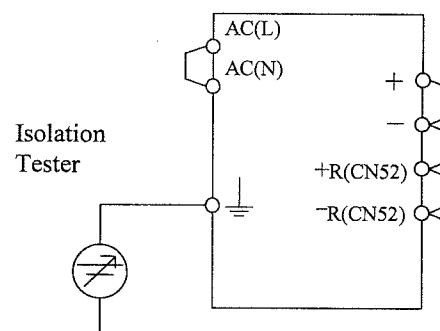 AC(L)
AC(N)
+
−
Isolation
Tester
+R(CN52)
−R(CN52)